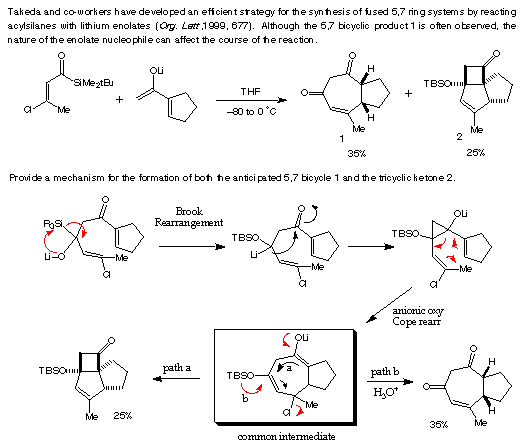 Takeda and co-workers have developed an efficient strategy for the synthesis of fused 5,7 ring systems by reacting
acylsilanes with lithium enolates (Org. Lett ,1999, 677). Although the 5,7 bicyclic product 1 is often observed, the
nature of the enolate nucleophile can affect the course of the reaction.
O
SiMe2tBu
Cl
Me
+
OLi
THF
–80 to 0 °C
O
H
O
H
Me
1
35%
+
O
TBSO
Me
2
25%
Provide a mechanism for the formation of both the anticipated 5,7 bicycle 1 and the tricyclic ketone 2.
R3Si
O
Li–O
Me
Cl
Brook
Rearrangement
O
TBSO
Li
Me
Cl
OLi
TBSO
Me
Cl
anionic oxy
Cope rearr
O
TBSO
Me
25%
path a
OLi
TBSO
a
b
Cl
Me
common intermediate
path b
H3O+
O
H
O
H
Me
35%